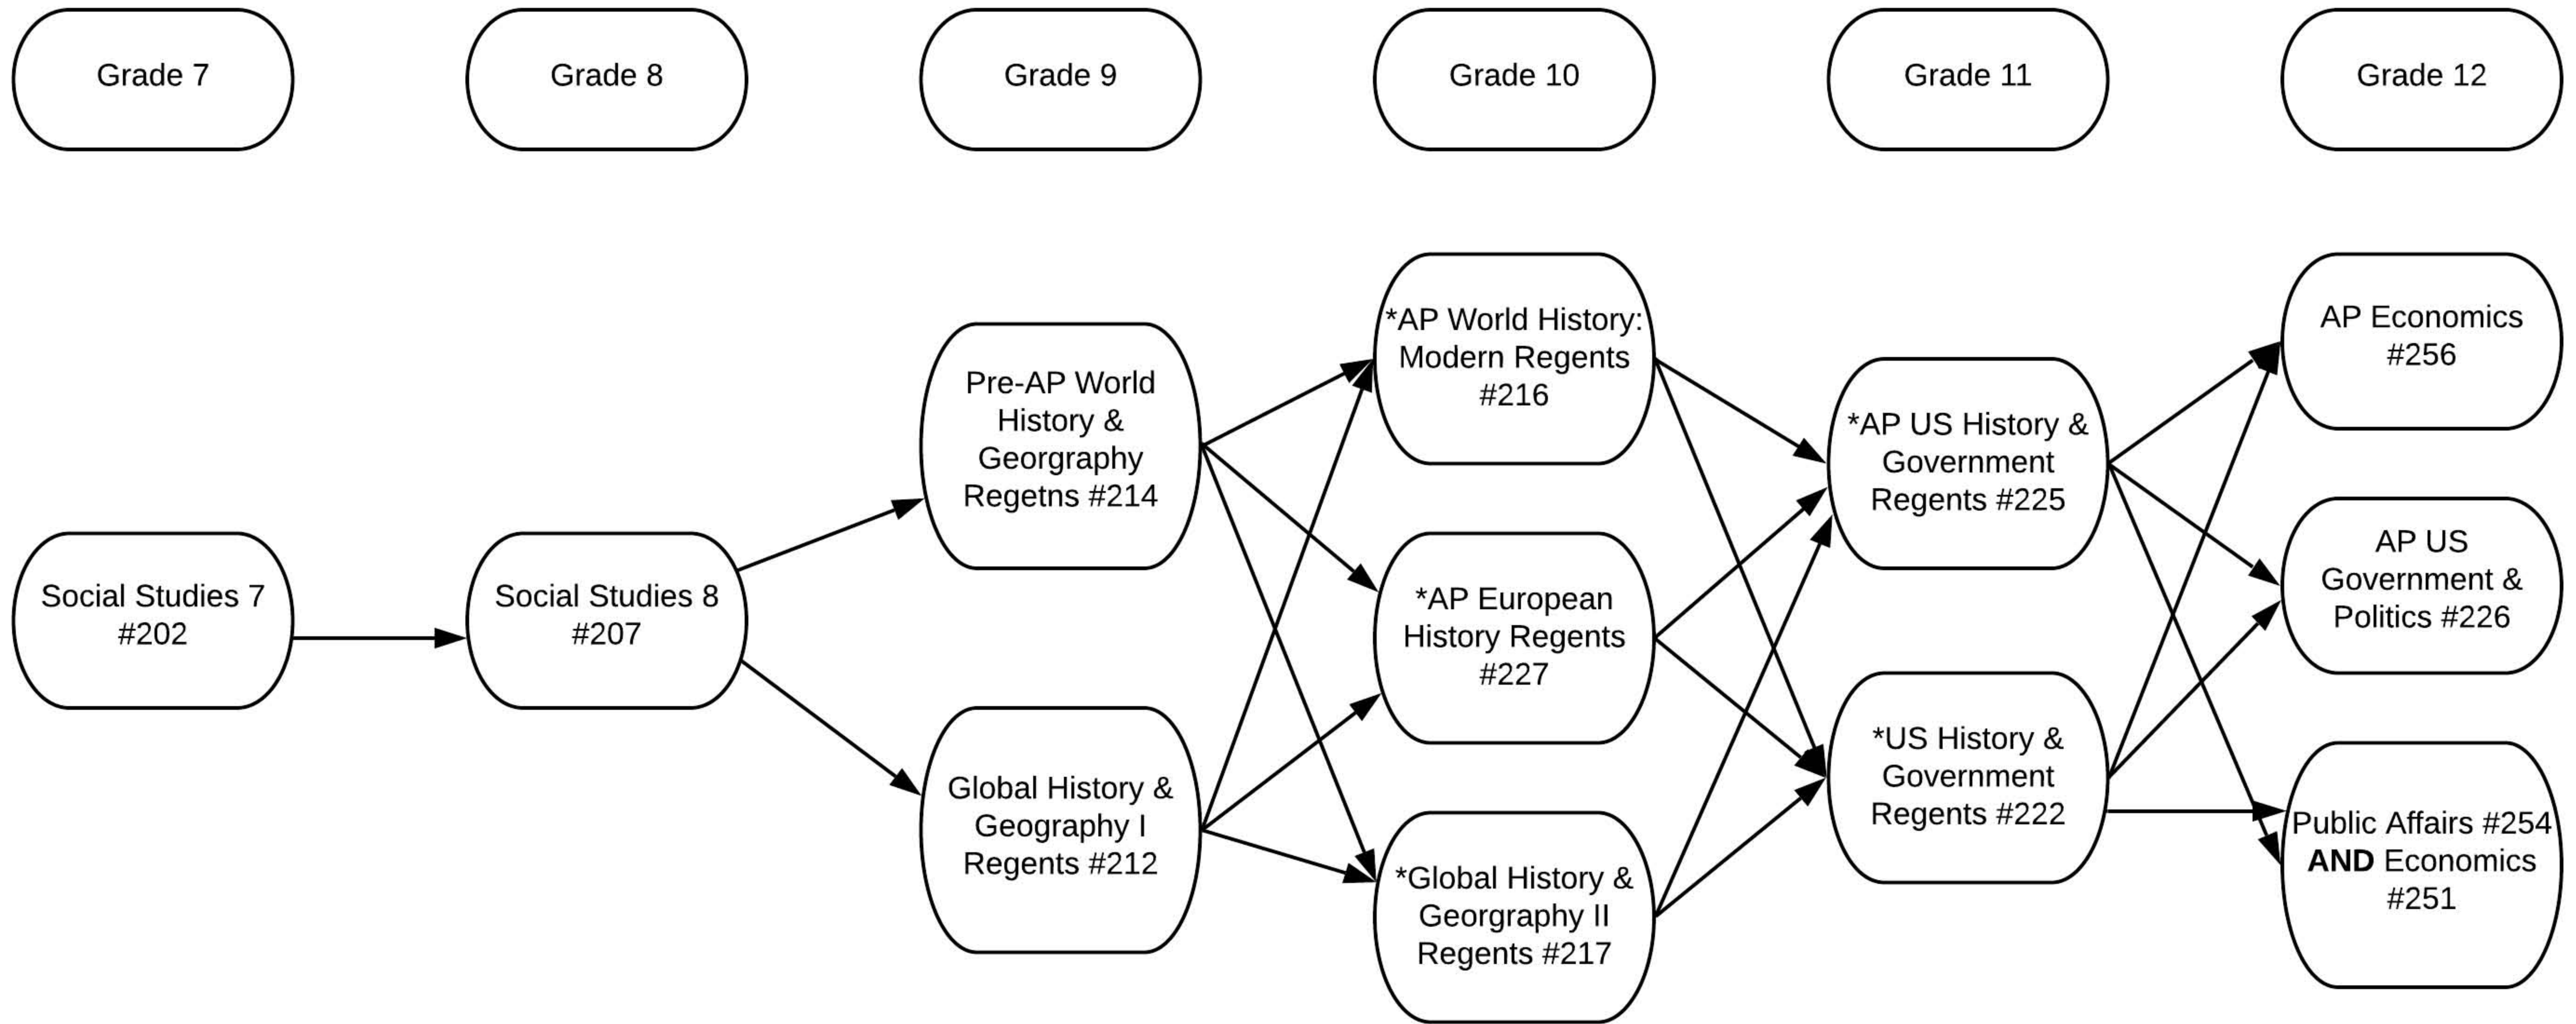 Grade 7
Grade 8
Grade 9
Grade 10
Grade 11
Grade 12
Social Studies 7
#202
Social Studies 8
#207
Pre-AP World
History &
Georgraphy
Regetns #214
Global History &
Geography I
Regents #212
*AP World History:
Modern Regents
#216
*AP European
History Regents
#227
*Global History &
Georgraphy II
Regents #217
*AP US History &
Government
Regents #225
*US History &
Government
Regents #222
AP Economics
#256
AP US
Government &
Politics #226
Public Affairs #254
AND Economics
#251